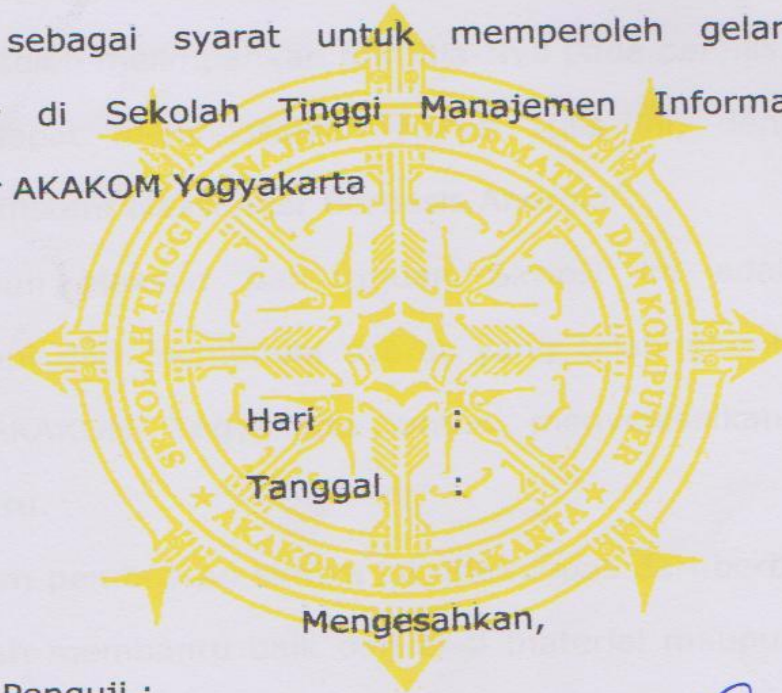 sebagai syarat untuk memperoleh gelar
di Sekolah Tinggi Manajemen Informa
AKAKOM Yogyakarta
SEKOLAH TINGGI MANAJEMEN INFORMATIKA DAN KOMPUTER
Hari :
Tanggal :
★ AKAKOM YOGYAKARTA ★
Mengesahkan,
Penguji :